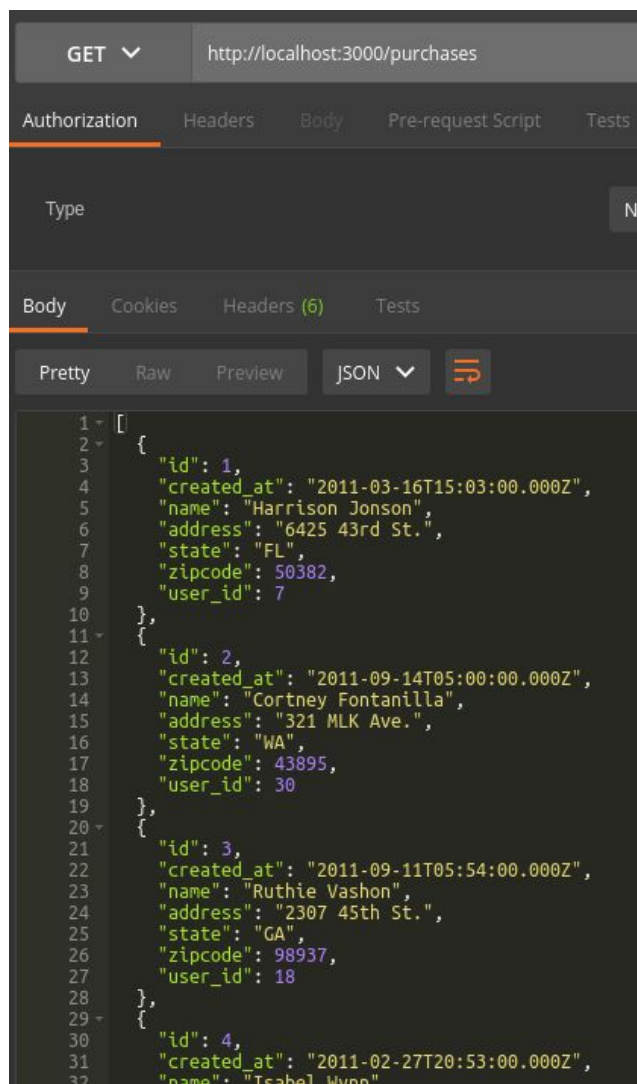 GET http://localhost:3000/purchases
Authorization Headers Body Pre-request Script Tests
Type N
Body Cookies Headers (6) Tests
Pretty Raw Preview JSON
1 [
2 {
3 "id": 1,
4 "created_at": "2011-03-16T15:03:00.000Z",
5 "name": "Harrison Jonson",
6 "address": "6425 43rd St.",
7 "state": "FL",
8 "zipcode": 50382,
9 "user_id": 7
10 },
11 {
12 "id": 2,
13 "created_at": "2011-09-14T05:00:00.000Z",
14 "name": "Cortney Fontanilla",
15 "address": "321 MLK Ave.",
16 "state": "WA",
17 "zipcode": 43895,
18 "user_id": 30
19 },
20 {
21 "id": 3,
22 "created_at": "2011-09-11T05:54:00.000Z",
23 "name": "Ruthie Vashon",
24 "address": "2307 45th St.",
25 "state": "GA",
26 "zipcode": 98937,
27 "user_id": 18
28 },
29 {
30 "id": 4,
31 "created_at": "2011-02-27T20:53:00.000Z",
32 "name": "Isabel Wynn"